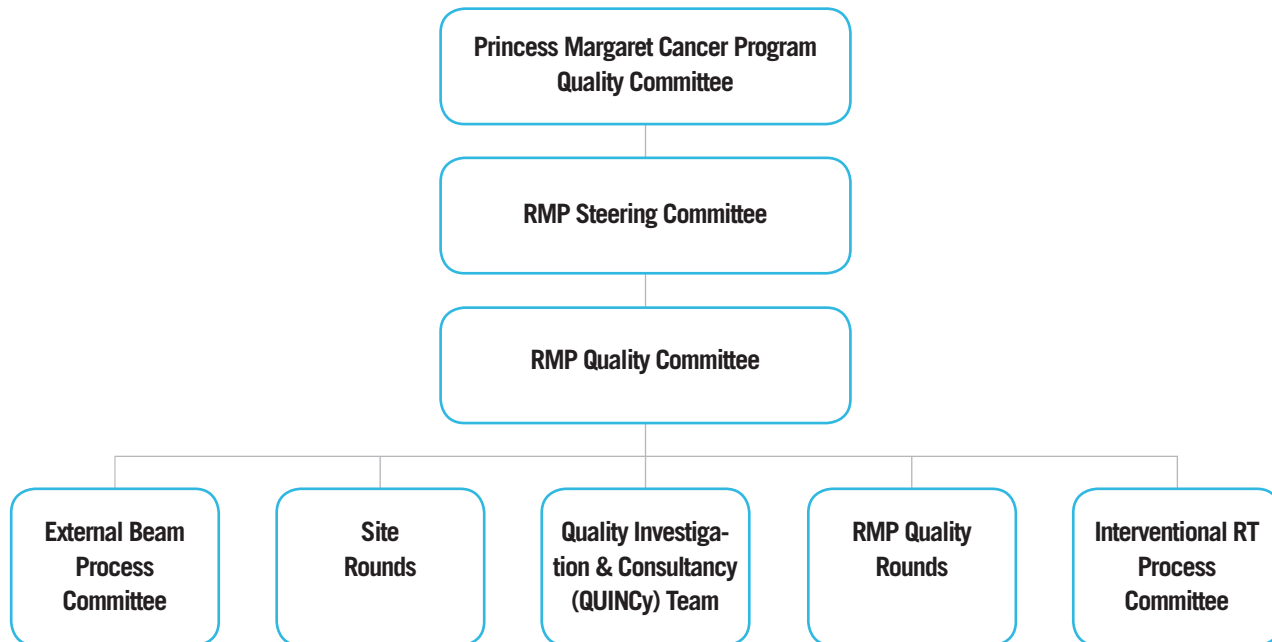 Princess Margaret Cancer Program
Quality Committee
RMP Steering Committee
RMP Quality Committee
External Beam
Process
Committee
Site
Rounds
Quality Investiga-
tion & Consultancy
(QUINCy) Team
RMP Quality
Rounds
Interventional RT
Process
Committee